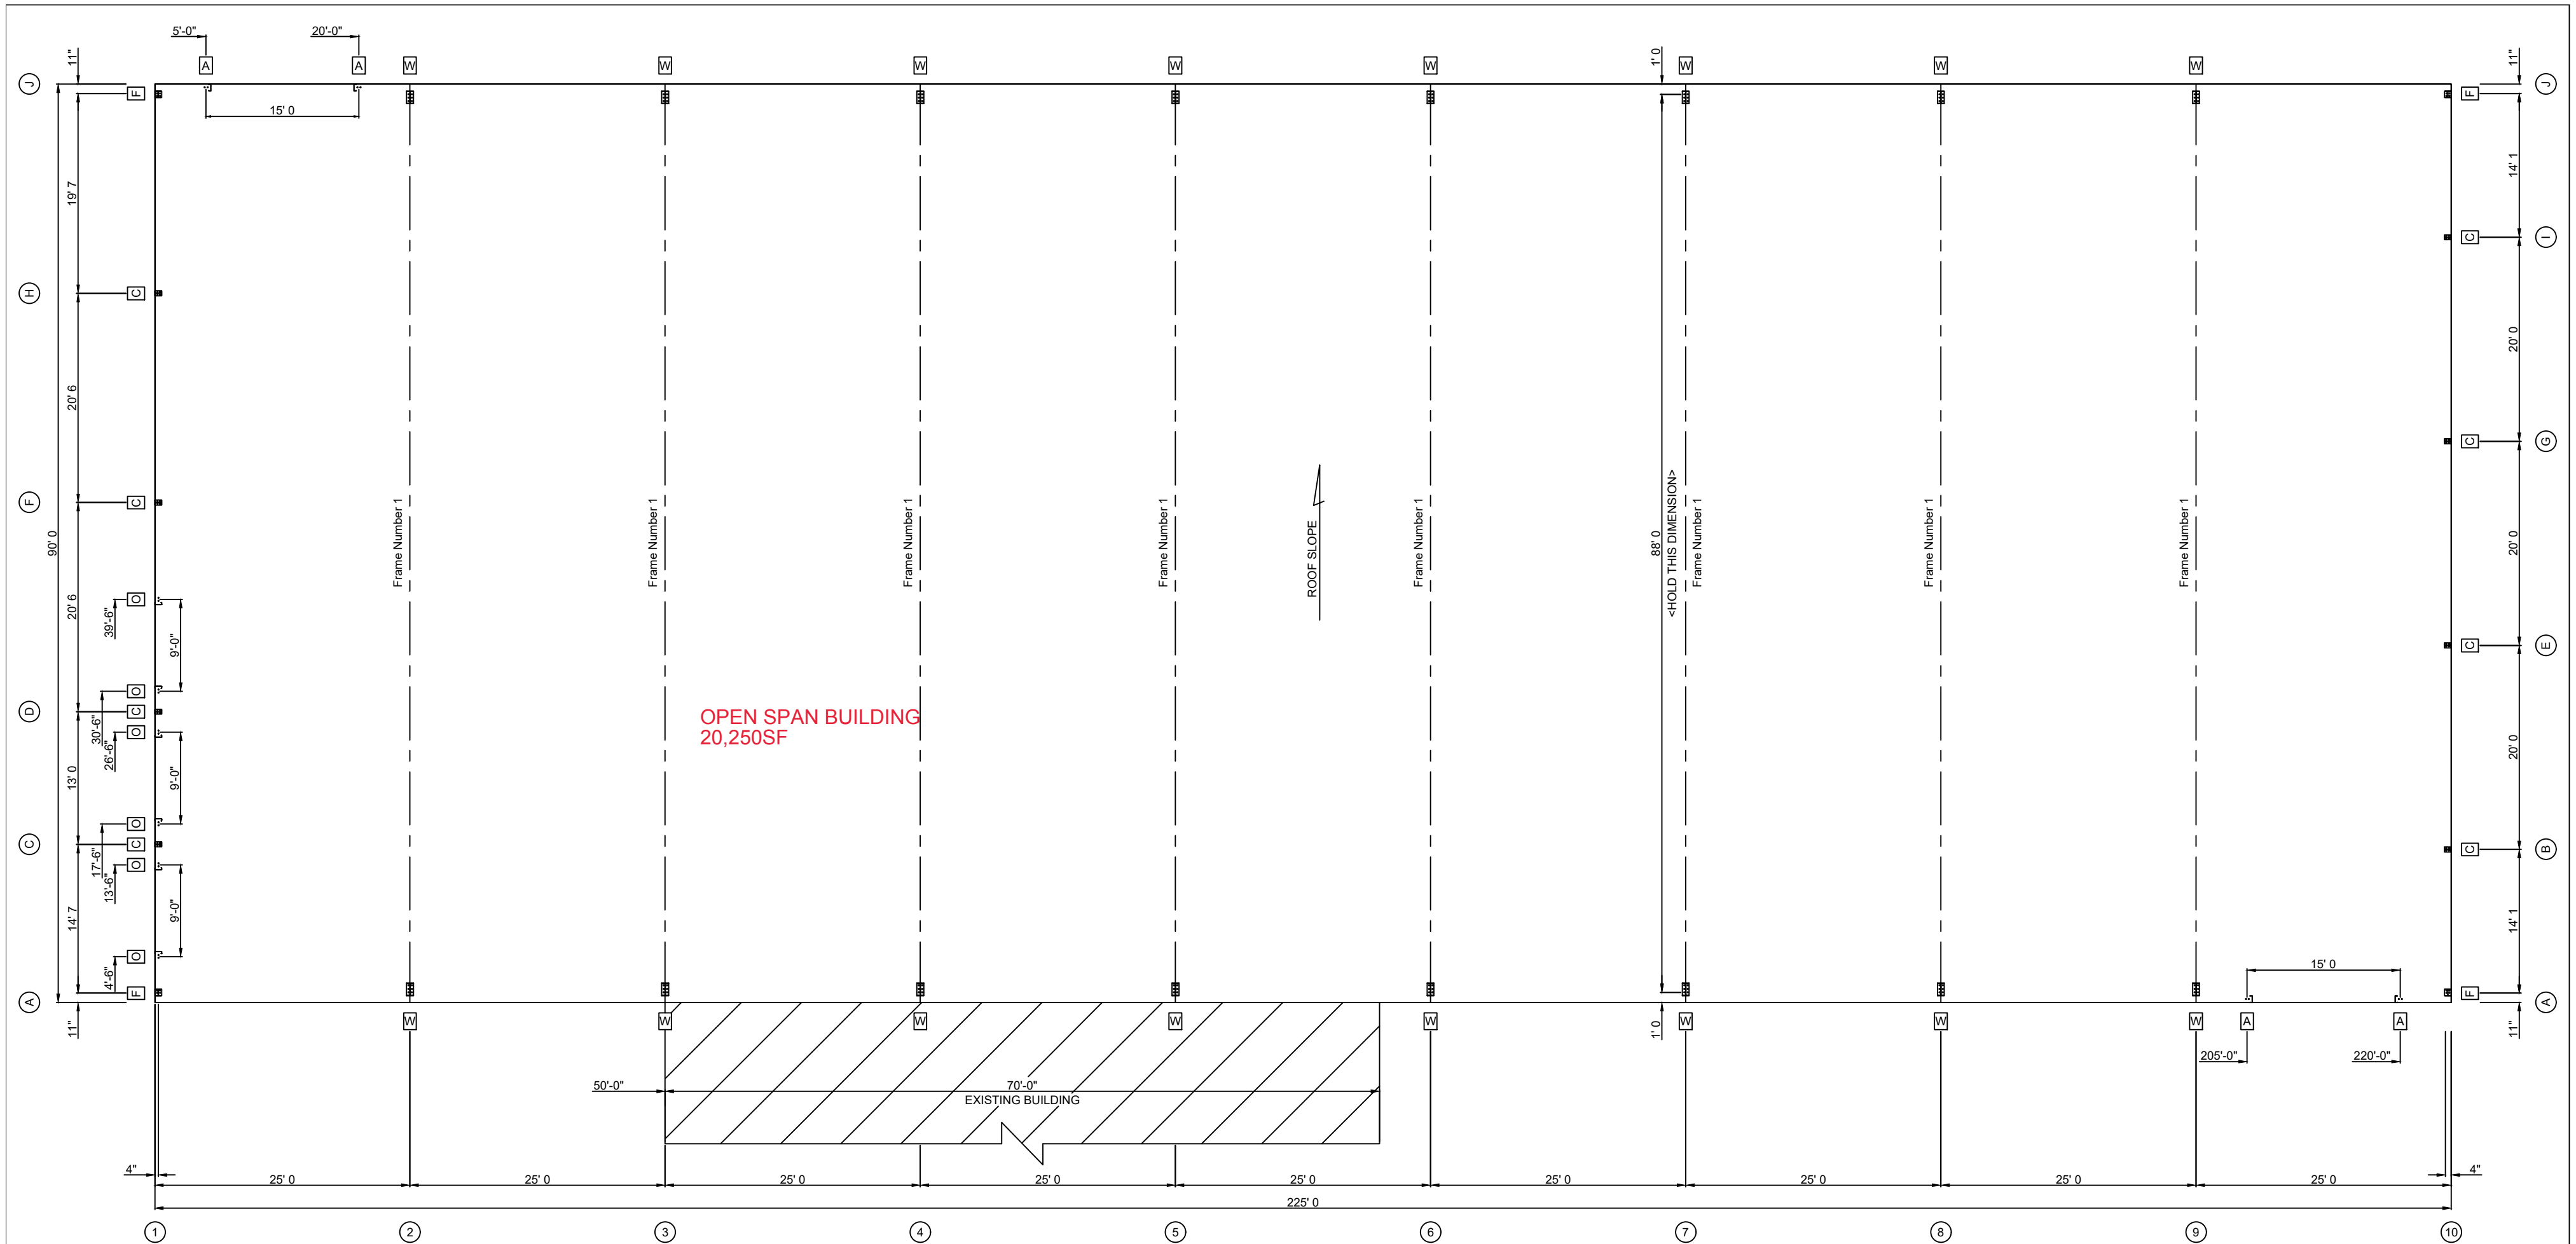 5'-0" 20'-0"
11" 1' 0 11"
A A W W W W W W W W
J F F J
15' 0
19' 7 14' 1
C I
H C
20' 6 20' 0
C G
F C
Frame Number 1 Frame Number 1 Frame Number 1 Frame Number 1 Frame Number 1 Frame Number 1 Frame Number 1 Frame Number 1
ROOF SLOPE
88' 0
<HOLD THIS DIMENSION>
90' 0
20' 6 20' 0
O
39'-6"
9'-0"
C E
O
30'-6"
D C
O
26'-6"
OPEN SPAN BUILDING
20,250SF
13' 0 20' 0
9'-0"
O
17'-6"
C C
C B
O
13'-6"
14' 7 14' 1
9'-0"
O
4'-6"
15' 0
A F F A
11" 1' 0 11"
W W W W W W W W A A
205'-0" 220'-0"
50'-0" 70'-0"
EXISTING BUILDING
4" 4"
25' 0 25' 0 25' 0 25' 0 25' 0 25' 0 25' 0 25' 0 25' 0
225' 0
1 2 3 4 5 6 7 8 9 10